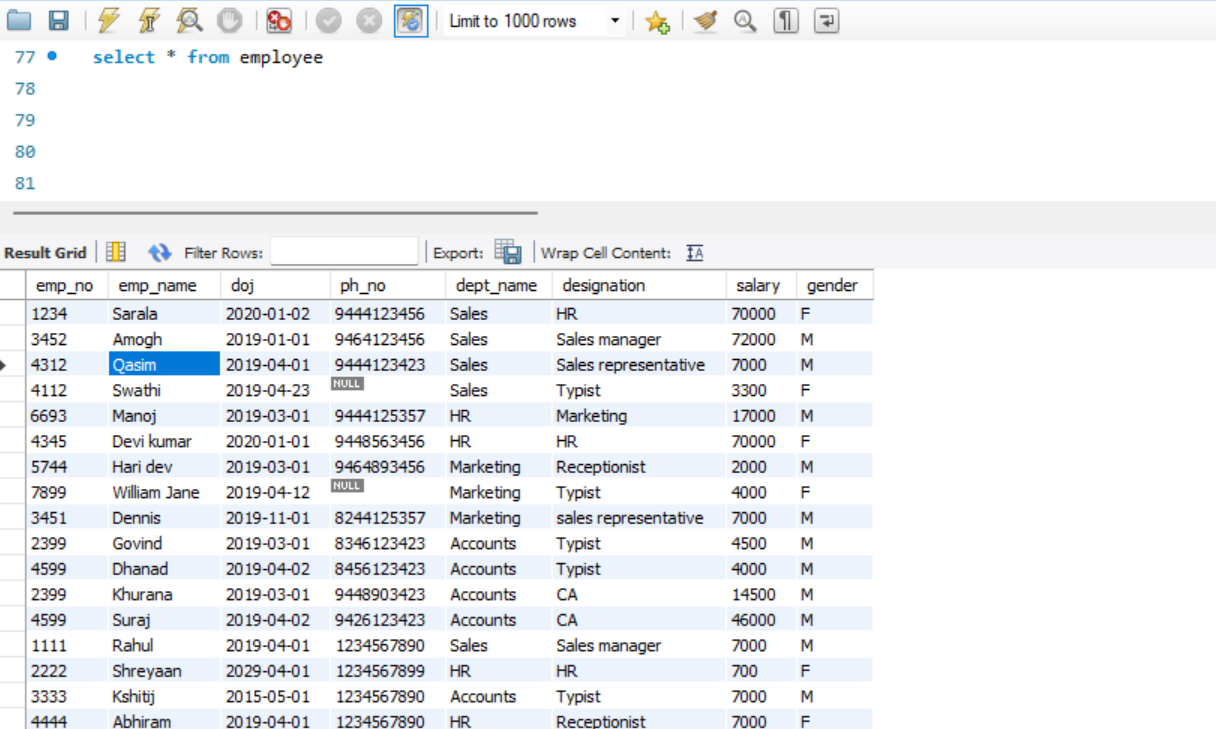 Limit to 1000 rows
77 select * from employee
78
79
80
81
Result Grid Filter Rows: Export: Wrap Cell Content:
emp_no emp_name doj ph_no dept_name designation salary gender
1234 Sarala 2020-01-02 9444123456 Sales HR 70000 F
3452 Amogh 2019-01-01 9464123456 Sales Sales manager 72000 M
4312 Qasim 2019-04-01 9444123423 Sales Sales representative 7000 M
4112 Swathi 2019-04-23 NULL Sales Typist 3300 F
6693 Manoj 2019-03-01 9444125357 HR Marketing 17000 M
4345 Devi kumar 2020-01-01 9448563456 HR HR 70000 F
5744 Hari dev 2019-03-01 9464893456 Marketing Receptionist 2000 M
7899 William Jane 2019-04-12 NULL Marketing Typist 4000 F
3451 Dennis 2019-11-01 8244125357 Marketing sales representative 7000 M
2399 Govind 2019-03-01 8346123423 Accounts Typist 4500 M
4599 Dhanad 2019-04-02 8456123423 Accounts Typist 4000 M
2399 Khurana 2019-03-01 9448903423 Accounts CA 14500 M
4599 Suraj 2019-04-02 9426123423 Accounts CA 46000 M
1111 Rahul 2019-04-01 1234567890 Sales Sales manager 7000 M
2222 Shreyaan 2029-04-01 1234567899 HR HR 700 F
3333 Kshitij 2015-05-01 1234567890 Accounts Typist 7000 M
4444 Abhiram 2019-04-01 1234567890 HR Receptionist 7000 F